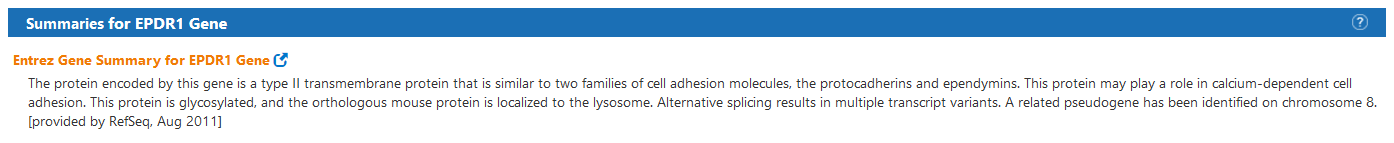 Summaries for EPDR1 Gene
Entrez Gene Summary for EPDR1 Gene
The protein encoded by this gene is a type II transmembrane protein that is similar to two families of cell adhesion molecules, the protocadherins and ependymins. This protein may play a role in calcium-dependent cell
adhesion. This protein is glycosylated, and the orthologous mouse protein is localized to the lysosome. Alternative splicing results in multiple transcript variants. A related pseudogene has been identified on chromosome 8.
[provided by RefSeq, Aug 2011]